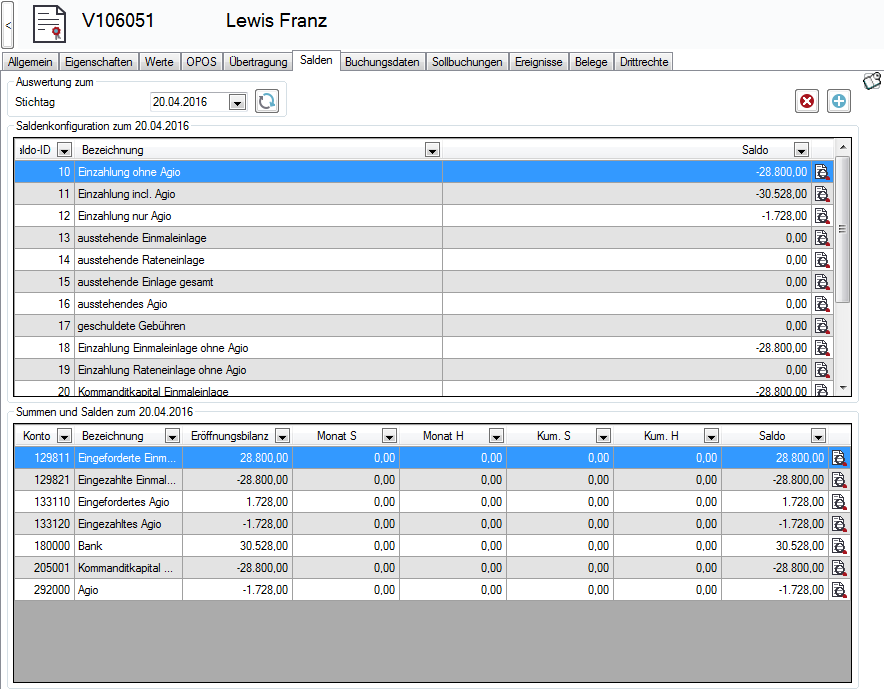 <
V106051 Lewis Franz
Allgemein Eigenschaften Werte OPOS Übertragung Salden Buchungsdaten Sollbuchungen Ereignisse Belege Drittrechte
Auswertung zum
Stichtag 20.04.2016
Saldenkonfiguration zum 20.04.2016
aldo-ID Bezeichnung Saldo
10 Einzahlung ohne Agio -28.800,00
11 Einzahlung incl. Agio -30.528,00
12 Einzahlung nur Agio -1.728,00
13 ausstehende Einmaleinlage 0,00
14 ausstehende Rateneinlage 0,00
15 ausstehende Einlage gesamt 0,00
16 ausstehendes Agio 0,00
17 geschuldete Gebühren 0,00
18 Einzahlung Einmaleinlage ohne Agio -28.800,00
19 Einzahlung Rateneinlage ohne Agio 0,00
20 Kommanditkapital Einmaleinlage -28.800,00
Summen und Salden zum 20.04.2016
Konto Bezeichnung Eröffnungsbilanz Monat S Monat H Kum. S Kum. H Saldo
129811 Eingeforderte Einm... 28.800,00 0,00 0,00 0,00 0,00 28.800,00
129821 Eingezahlte Einmal... -28.800,00 0,00 0,00 0,00 0,00 -28.800,00
133110 Eingefordertes Agio 1.728,00 0,00 0,00 0,00 0,00 1.728,00
133120 Eingezahltes Agio -1.728,00 0,00 0,00 0,00 0,00 -1.728,00
180000 Bank 30.528,00 0,00 0,00 0,00 0,00 30.528,00
205001 Kommanditkapital ... -28.800,00 0,00 0,00 0,00 0,00 -28.800,00
292000 Agio -1.728,00 0,00 0,00 0,00 0,00 -1.728,00